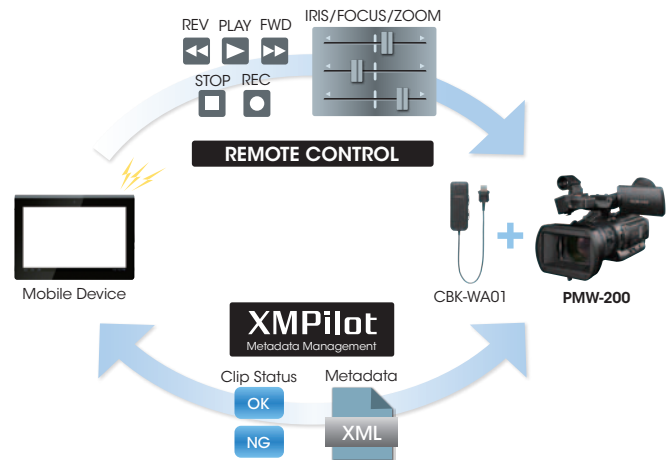 REV PLAY FWD
IRIS/FOCUS/ZOOM
STOP REC
REMOTE CONTROL
Mobile Device
CBK-WA01
PMW-200
XMPilot
Metadata Management
Clip Status
Metadata
OK
NG
XML